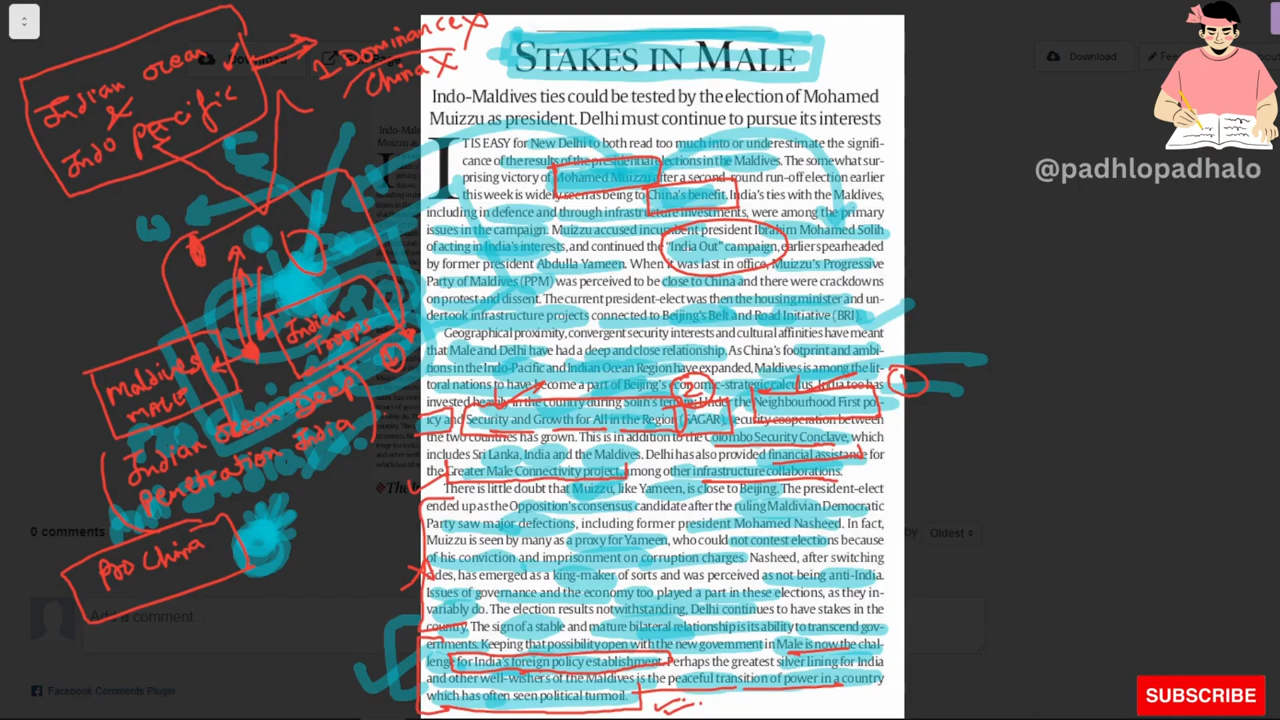 STAKES IN MALE
Indo-Maldives ties could be tested by the election of Mohamed
Muizzu as president. Delhi must continue to pursue its interests
IT IS EASY for New Delhi to both read too much into or underestimate the signifi-
cance of the results of the presidential elections in the Maldives. The somewhat sur-
prising victory of Mohamed Muizzu after a second-round run-off election earlier
this week is widely seen as being to China's benefit. India's ties with the Maldives,
including in defence and through infrastructure investments, were among the primary
issues in the campaign. Muizzu accused incumbent president Ibrahim Mohamed Solih
of acting in India's interests, and continued the "India Out" campaign, earlier spearheaded
by former president Abdulla Yameen. When it was last in office, Muizzu's Progressive
Party of Maldives (PPM) was perceived to be close to China and there were crackdowns
on protest and dissent. The current president-elect was then the housing minister and un-
dertook infrastructure projects connected to Beijing's Belt and Road Initiative (BRI).
Geographical proximity, convergent security interests and cultural affinities have meant
that Male and Delhi have had a deep and close relationship. As China's footprint and ambi-
tions in the Indo-Pacific and Indian Ocean Region have expanded, Maldives is among the lit-
toral nations to have become a part of Beijing's economic-strategic calculus. India too has
invested heavily in the country during Solih's tenure: Under the Neighbourhood First pol-
icy and Security and Growth for All in the Region (SAGAR), security cooperation between
the two countries has grown. This is in addition to the Colombo Security Conclave, which
includes Sri Lanka, India and the Maldives. Delhi has also provided financial assistance for
the Greater Male Connectivity project, among other infrastructure collaborations.
There is little doubt that Muizzu, like Yameen, is close to Beijing. The president-elect
ended up as the Opposition's consensus candidate after the ruling Maldivian Democratic
Party saw major defections, including former president Mohamed Nasheed. In fact,
Muizzu is seen by many as a proxy for Yameen, who could not contest elections because
of his conviction and imprisonment on corruption charges. Nasheed, after switching
sides, has emerged as a king-maker of sorts and was perceived as not being anti-India.
Issues of governance and the economy too played a part in these elections, as they in-
variably do. The election results notwithstanding, Delhi continues to have stakes in the
country. The sign of a stable and mature bilateral relationship is its ability to transcend gov-
ernments. Keeping that possibility open with the new government in Male is now the chal-
lenge for India's foreign policy establishment. Perhaps the greatest silver lining for India
and other well-wishers of the Maldives is the peaceful transition of power in a country
which has often seen political turmoil.
Indian ocean
&
Indo pacific
Dominance X
China X
Indian
Troops
Maldives
male
Indian ocean Deep
Penetration India
Pro China
1
2
@padhlopadhalo
Download
0 comments
Oldest
Add a comment...
Facebook Comments Plugin
SUBSCRIBE